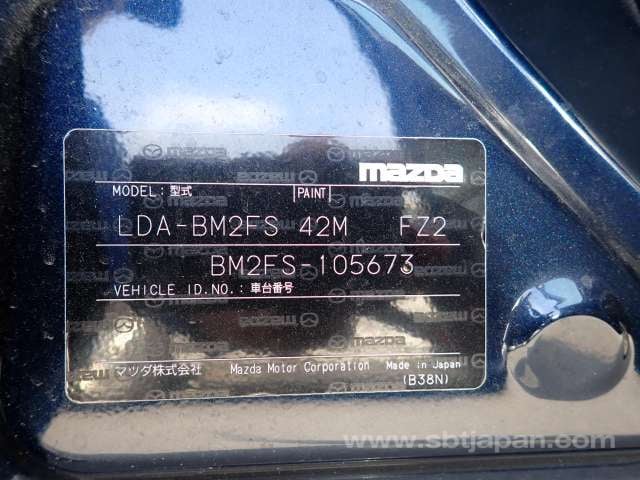 mazda
MODEL: 型式 PAINT
LDA-BM2FS 42M FZ2
BM2FS-105673
VEHICLE ID.NO.: 車台番号
マツダ株式会社 Mazda Motor Corporation Made in Japan
(B38N)
www.sbtjapan.com